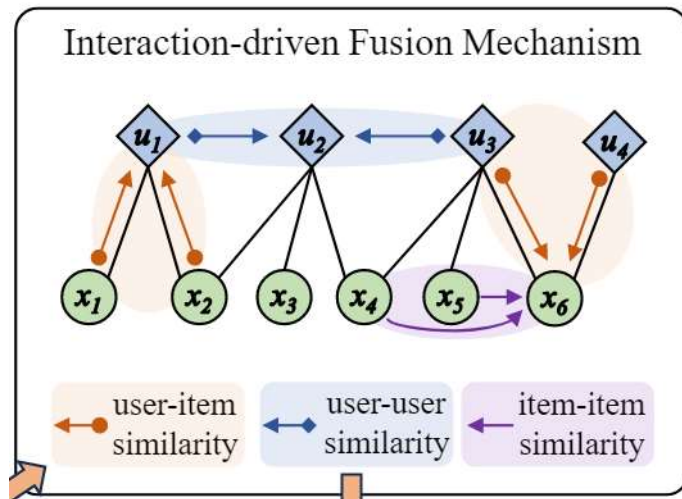 Interaction-driven Fusion Mechanism
u1 u2 u3 u4
x1 x2 x3 x4 x5 x6
user-item similarity
user-user similarity
item-item similarity